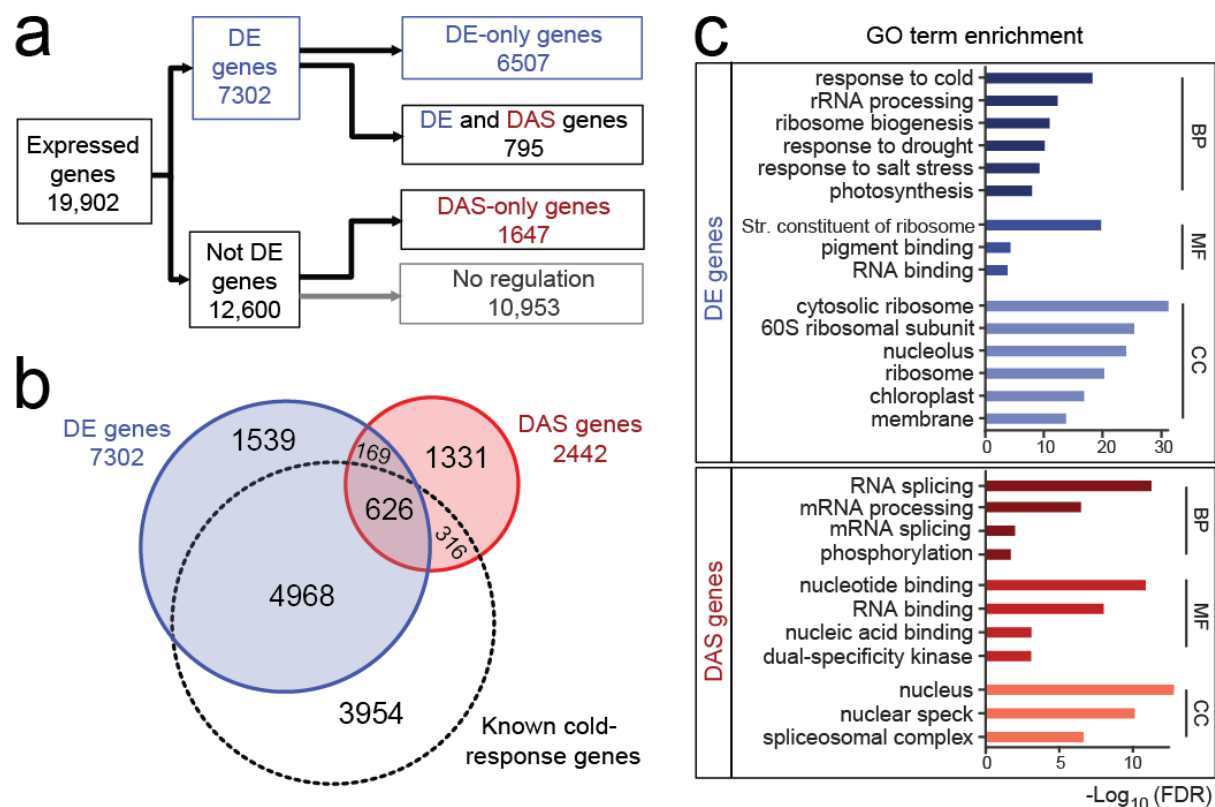 a
Expressed
genes
19,902
DE
genes
7302
Not DE
genes
12,600
DE-only genes
6507
DE and DAS genes
795
DAS-only genes
1647
No regulation
10,953
b
DE genes
7302
DAS genes
2442
1539
169
1331
626
316
4968
3954
Known cold-
response genes
c
GO term enrichment
DE genes
response to cold
rRNA processing
ribosome biogenesis
response to drought
response to salt stress
photosynthesis
BP
Str. constituent of ribosome
pigment binding
RNA binding
MF
cytosolic ribosome
60S ribosomal subunit
nucleolus
ribosome
chloroplast
membrane
CC
0 10 20 30
DAS genes
RNA splicing
mRNA processing
mRNA splicing
phosphorylation
BP
nucleotide binding
RNA binding
nucleic acid binding
dual-specificity kinase
MF
nucleus
nuclear speck
spliceosomal complex
CC
0 5 10
-Log10 (FDR)